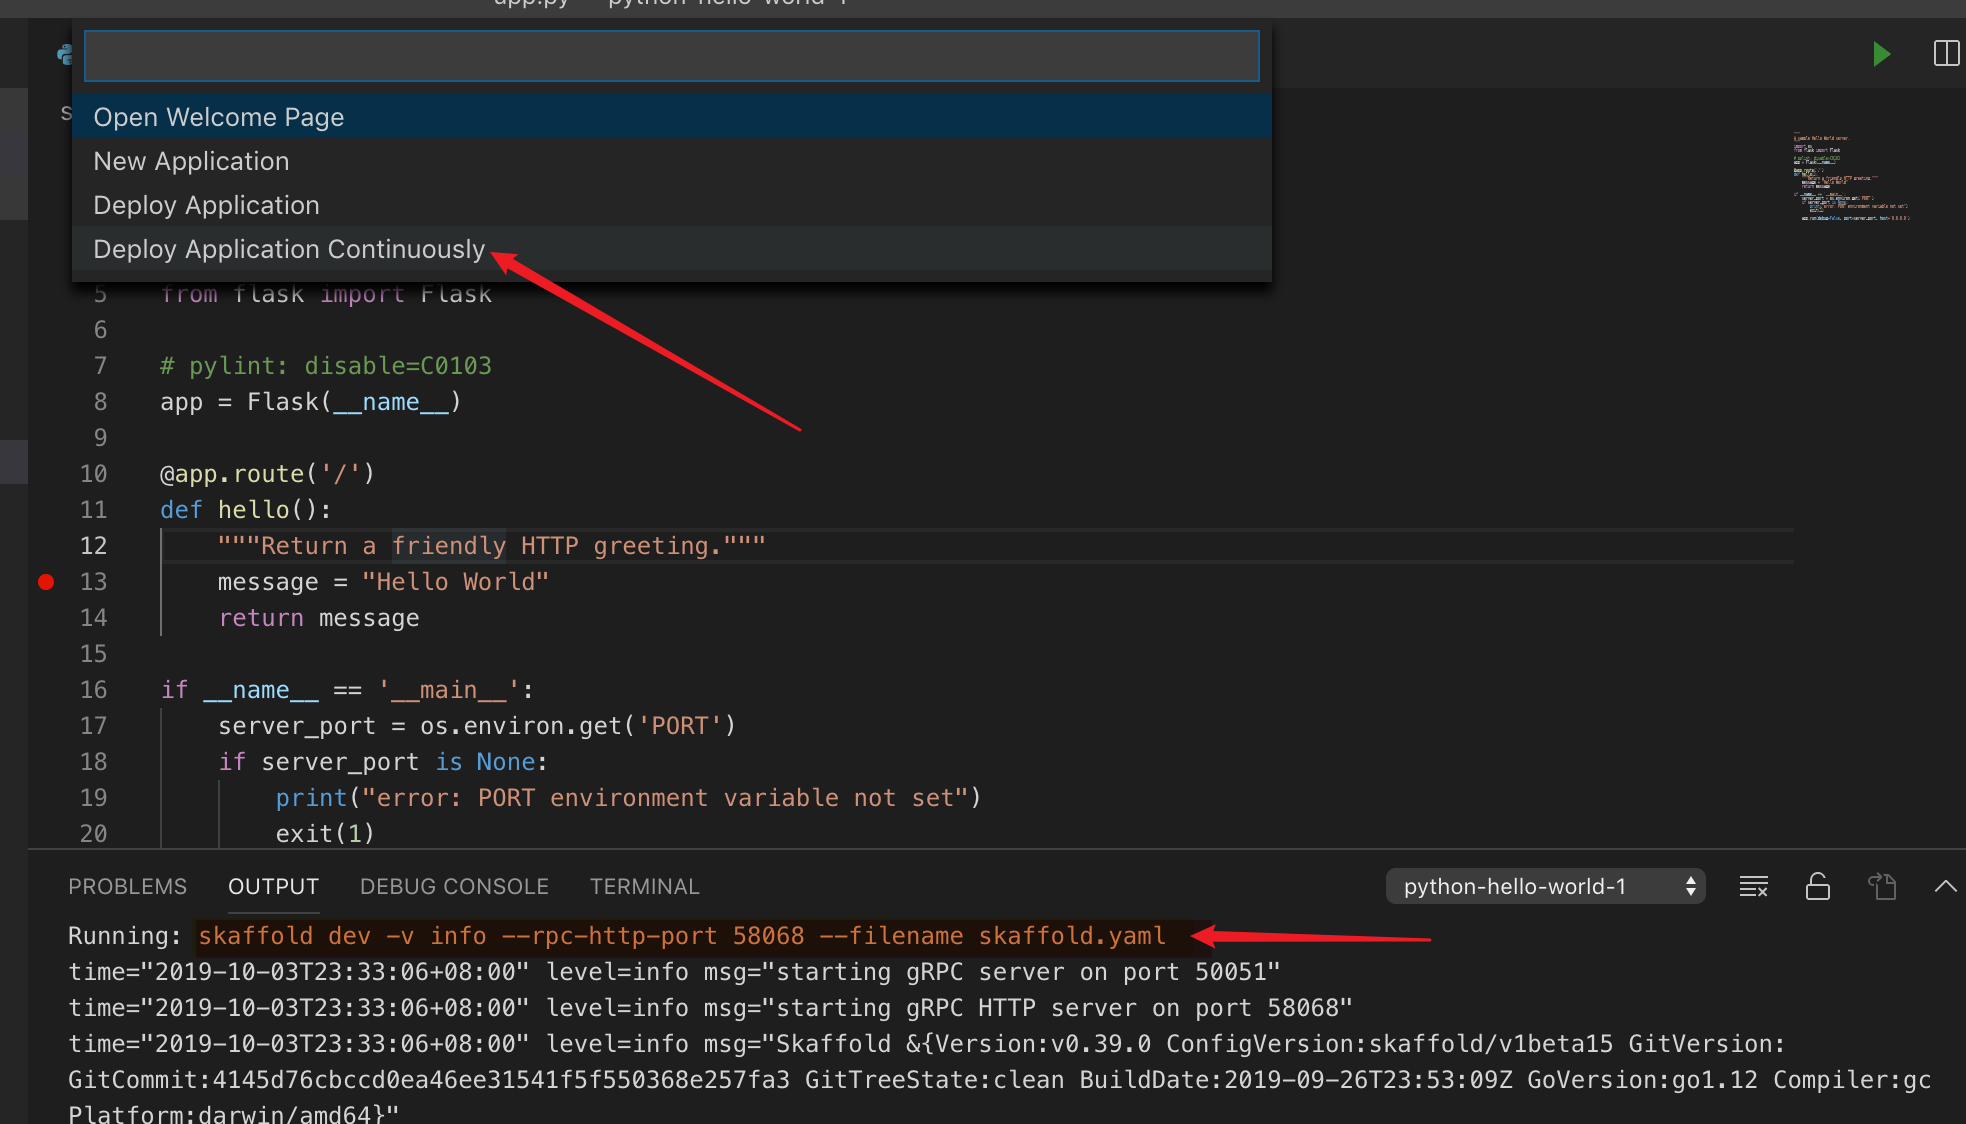 Open Welcome Page
New Application
Deploy Application
Deploy Application Continuously
5 from flask import Flask
6
7 # pylint: disable=C0103
8 app = Flask(__name__)
9
10 @app.route('/')
11 def hello():
12 """Return a friendly HTTP greeting."""
13 message = "Hello World"
14 return message
15
16 if __name__ == '__main__':
17 server_port = os.environ.get('PORT')
18 if server_port is None:
19 print("error: PORT environment variable not set")
20 exit(1)
PROBLEMS OUTPUT DEBUG CONSOLE TERMINAL python-hello-world-1
Running: skaffold dev -v info --rpc-http-port 58068 --filename skaffold.yaml
time="2019-10-03T23:33:06+08:00" level=info msg="starting gRPC server on port 50051"
time="2019-10-03T23:33:06+08:00" level=info msg="starting gRPC HTTP server on port 58068"
time="2019-10-03T23:33:06+08:00" level=info msg="Skaffold &{Version:v0.39.0 ConfigVersion:skaffold/v1beta15 GitVersion:
GitCommit:4145d76cbccd0ea46ee31541f5f550368e257fa3 GitTreeState:clean BuildDate:2019-09-26T23:53:09Z GoVersion:go1.12 Compiler:gc
Platform:darwin/amd64}"